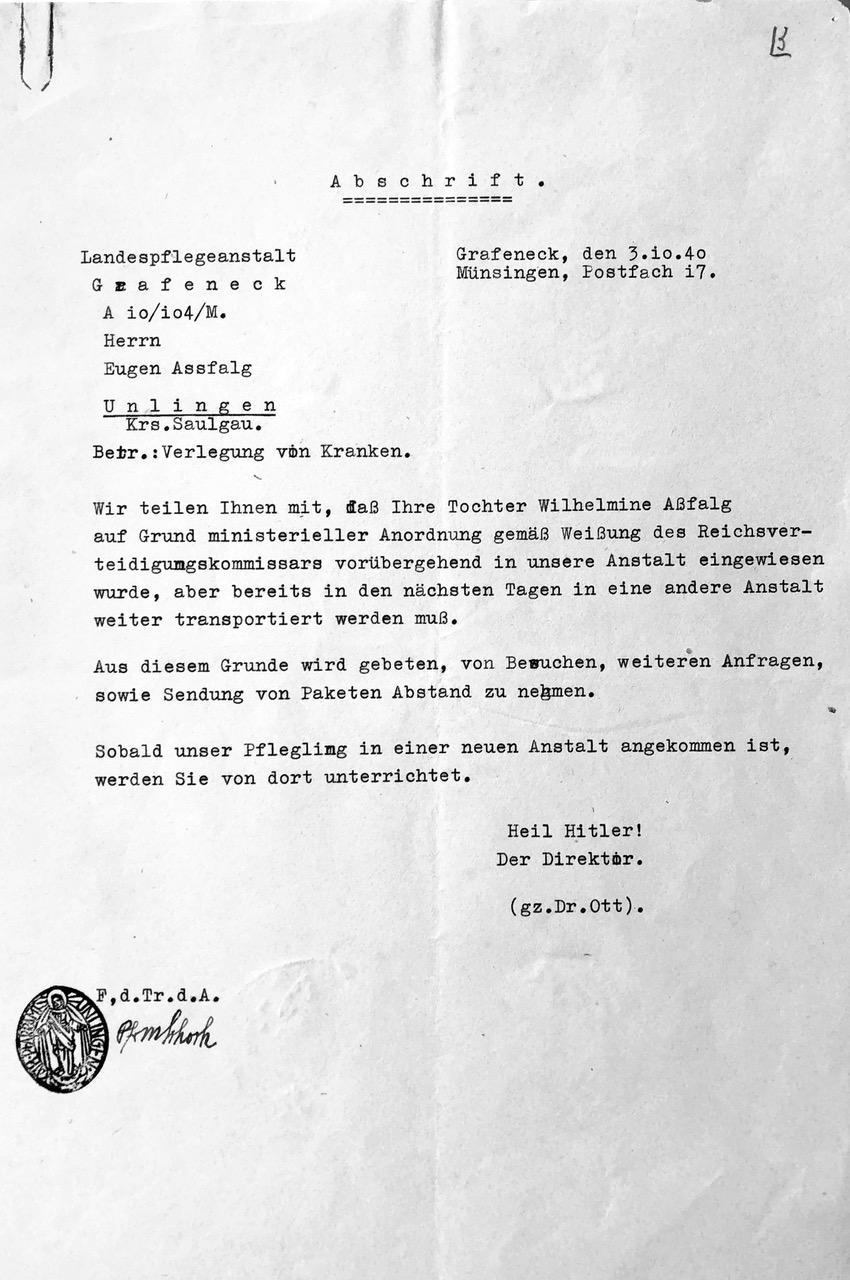 B
A b s c h r i f t .
===============
Landespflegeanstalt
G r a f e n e c k
A io/io4/M.
Herrn
Eugen Assfalg
U n l i n g e n
Krs.Saulgau.
Grafeneck, den 3.io.4o
Münsingen, Postfach i7.
Betr.:Verlegung von Kranken.
Wir teilen Ihnen mit, daß Ihre Tochter Wilhelmine Aßfalg
auf Grund ministerieller Anordnung gemäß Weißung des Reichsver-
teidigungskommissars vorübergehend in unsere Anstalt eingewiesen
wurde, aber bereits in den nächsten Tagen in eine andere Anstalt
weiter transportiert werden muß.
Aus diesem Grunde wird gebeten, von Besuchen, weiteren Anfragen,
sowie Sendung von Paketen Abstand zu nehmen.
Sobald unser Pflegling in einer neuen Anstalt angekommen ist,
werden Sie von dort unterrichtet.
Heil Hitler!
Der Direktor.
(gz.Dr.Ott).
F,d.Tr.d.A.
UNLINGEN